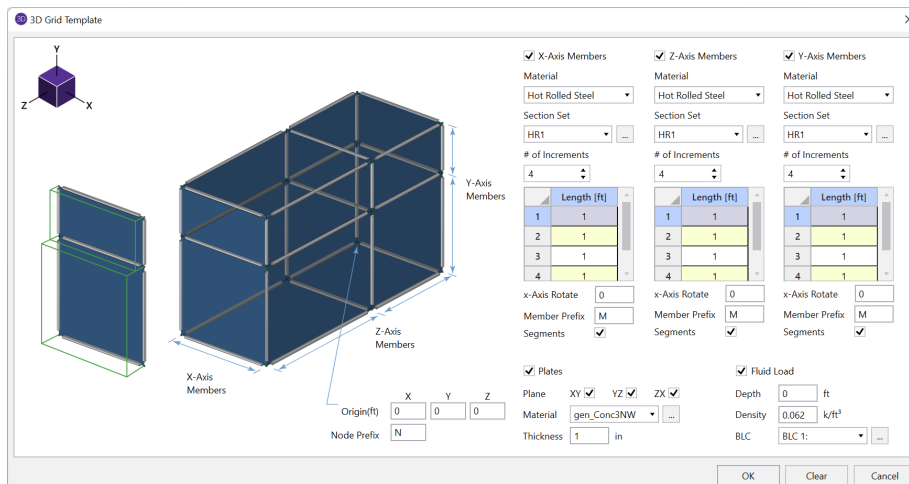 3D 3D Grid Template
Y
Z X
X-Axis Members Z-Axis Members Y-Axis Members
Material Material Material
Hot Rolled Steel Hot Rolled Steel Hot Rolled Steel
Section Set Section Set Section Set
HR1 ... HR1 ... HR1 ...
# of Increments # of Increments # of Increments
4 4 4
Length [ft] Length [ft] Length [ft]
1 1 1 1 1 1
2 1 2 1 2 1
3 1 3 1 3 1
4 1 4 1 4 1
x-Axis Rotate 0 x-Axis Rotate 0 x-Axis Rotate 0
Member Prefix M Member Prefix M Member Prefix M
Segments Segments Segments
Y-Axis
Members
Z-Axis
Members
X-Axis
Members
X Y Z
Origin(ft) 0 0 0
Node Prefix N
Plates Fluid Load
Plane XY YZ ZX Depth 0 ft
Material gen_Conc3NW ... Density 0.062 k/ft³
Thickness 1 in BLC BLC 1: ...
OK Clear Cancel